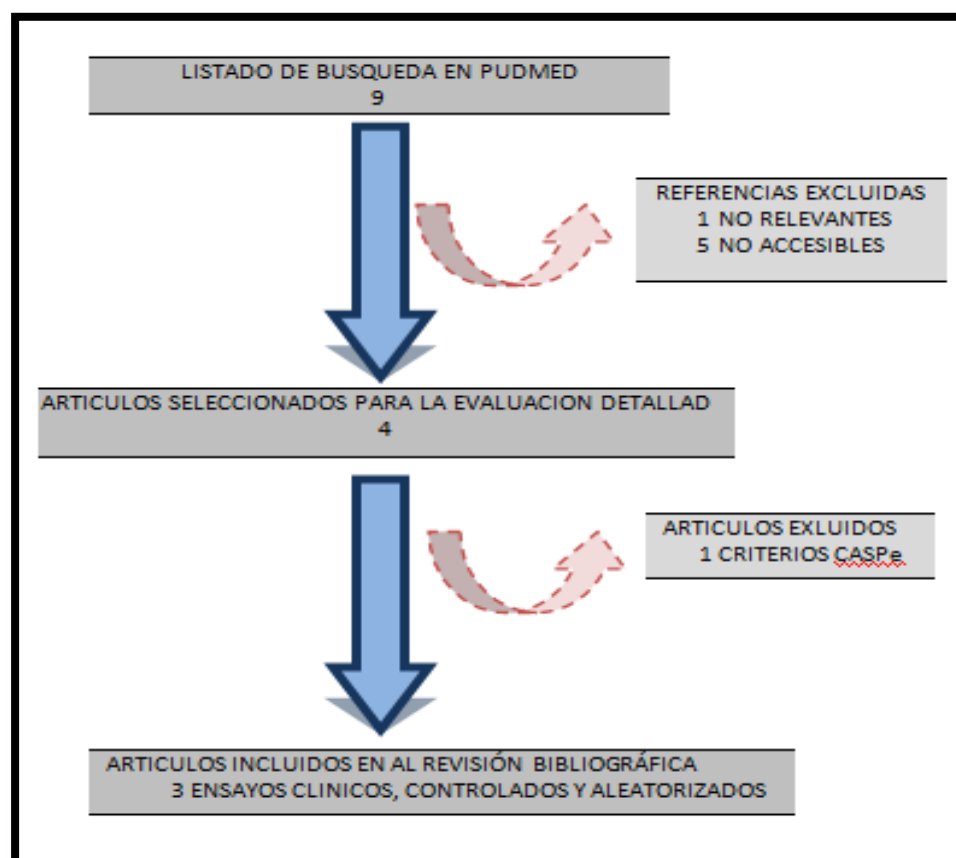 LISTADO DE BUSQUEDA EN PUDMED
9
REFERENCIAS EXCLUIDAS
1 NO RELEVANTES
5 NO ACCESIBLES
ARTICULOS SELECCIONADOS PARA LA EVALUACION DETALLAD
4
ARTICULOS EXLUIDOS
1 CRITERIOS CASPe
ARTICULOS INCLUIDOS EN AL REVISIÓN BIBLIOGRÁFICA
3 ENSAYOS CLINICOS, CONTROLADOS Y ALEATORIZADOS